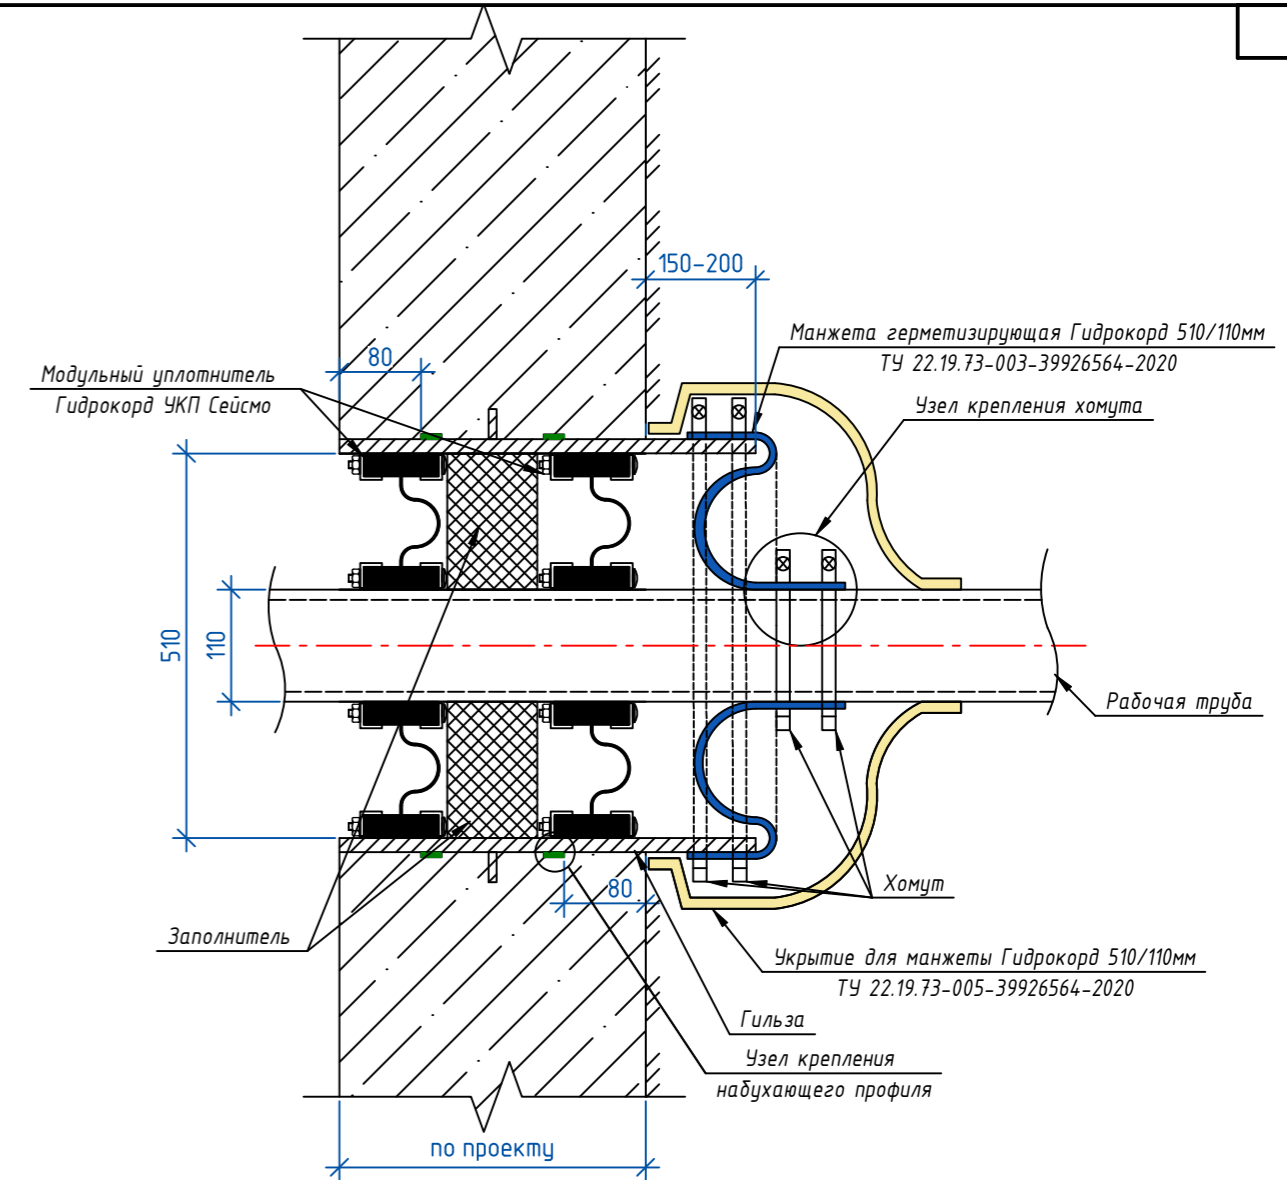 150-200
Манжета герметизирующая Гидрокорд 510/110мм
ТУ 22.19.73-003-39926564-2020
80
Модульный уплотнитель
Гидрокорд УКП Сейсмо
Узел крепления хомута
510
110
Рабочая труба
80
Хомут
Заполнитель
Укрытие для манжеты Гидрокорд 510/110мм
ТУ 22.19.73-005-39926564-2020
Гильза
Узел крепления
набухающего профиля
по проекту